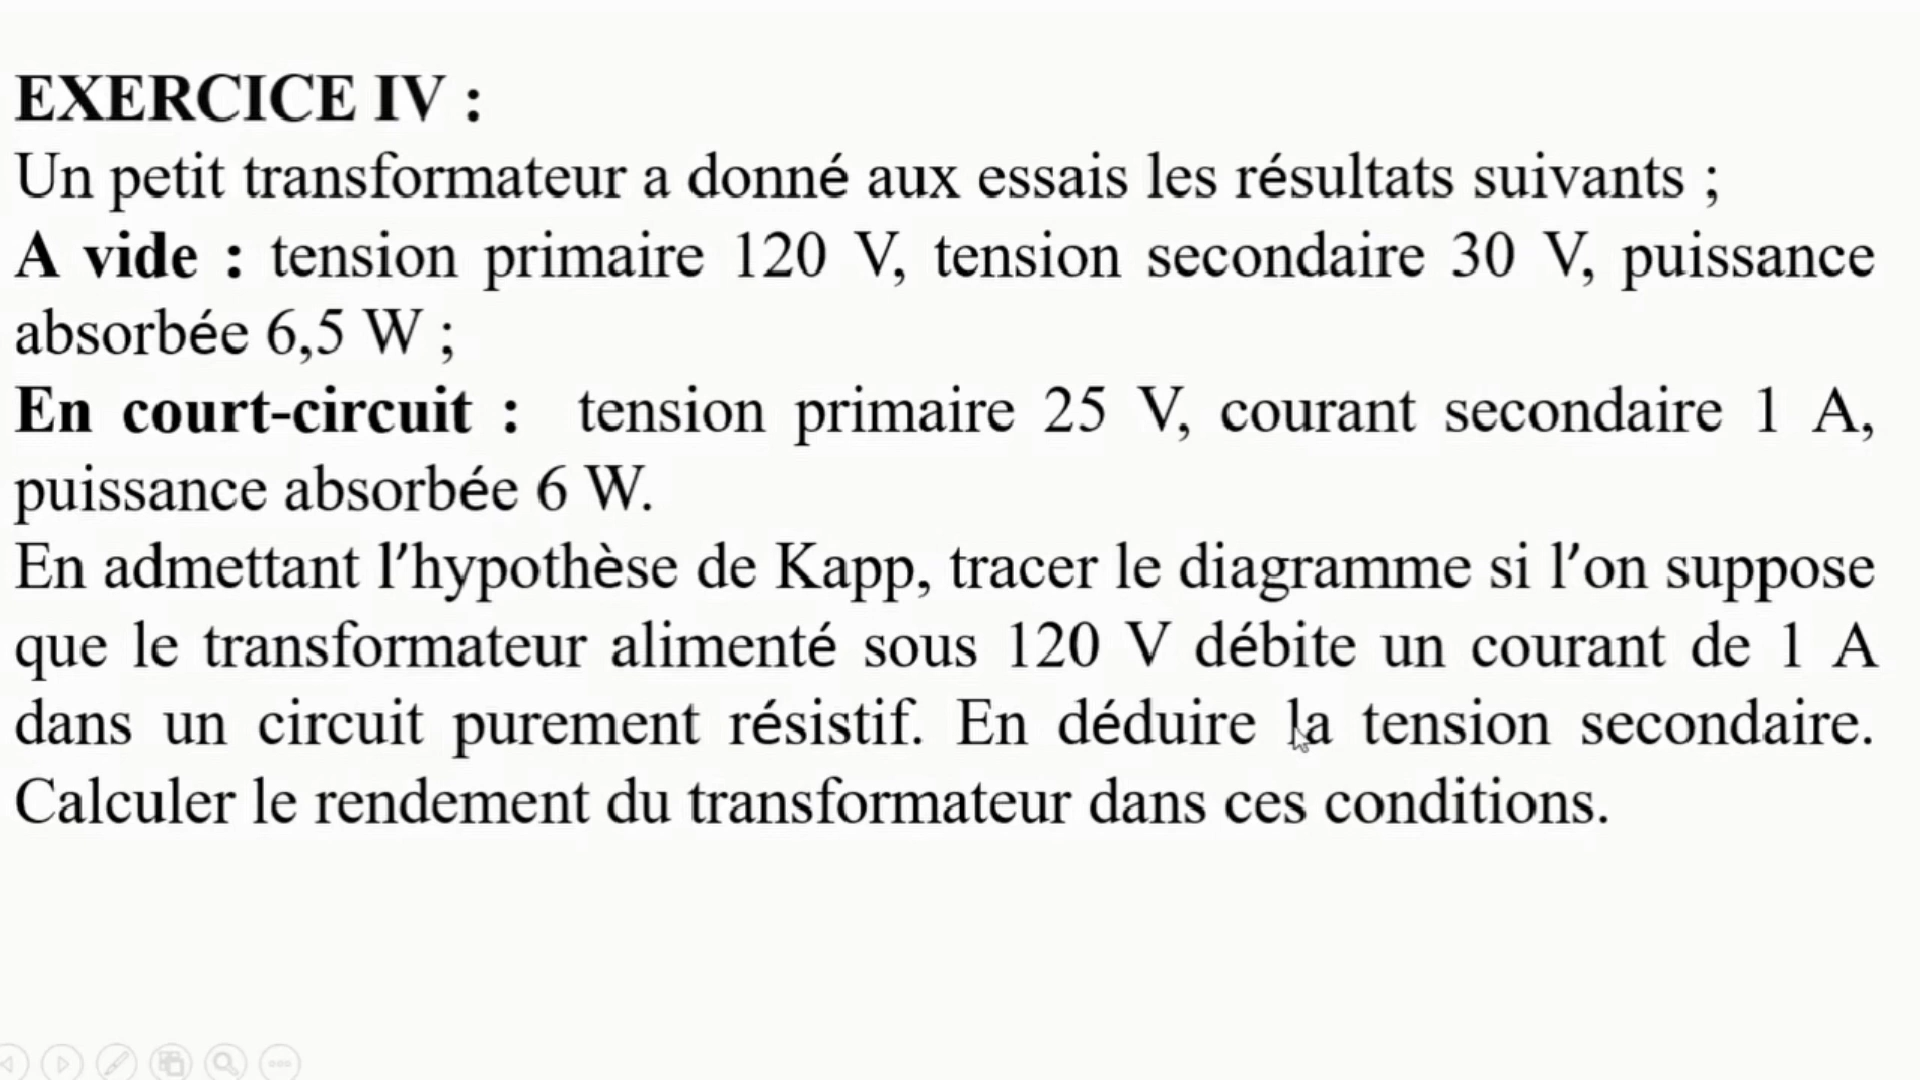 EXERCICE IV :
Un petit transformateur a donné aux essais les résultats suivants ;
A vide : tension primaire 120 V, tension secondaire 30 V, puissance
absorbée 6,5 W ;
En court-circuit : tension primaire 25 V, courant secondaire 1 A,
puissance absorbée 6 W.
En admettant l’hypothèse de Kapp, tracer le diagramme si l’on suppose
que le transformateur alimenté sous 120 V débite un courant de 1 A
dans un circuit purement résistif. En déduire la tension secondaire.
Calculer le rendement du transformateur dans ces conditions.